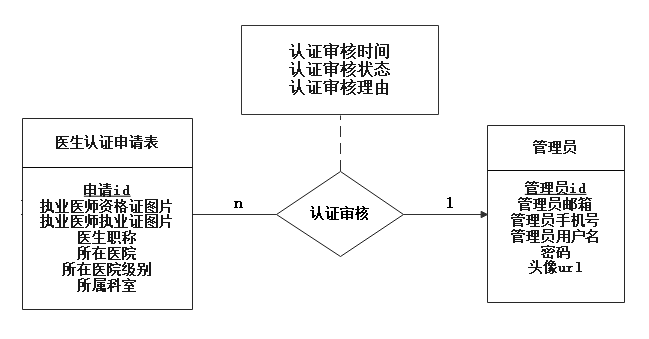 认证审核时间
认证审核状态
认证审核理由
医生认证申请表
申请id
执业医师资格证图片
执业医师执业证图片
医生职称
所在医院
所在医院级别
所属科室
n
认证审核
1
管理员
管理员id
管理员邮箱
管理员手机号
管理员用户名
密码
头像url